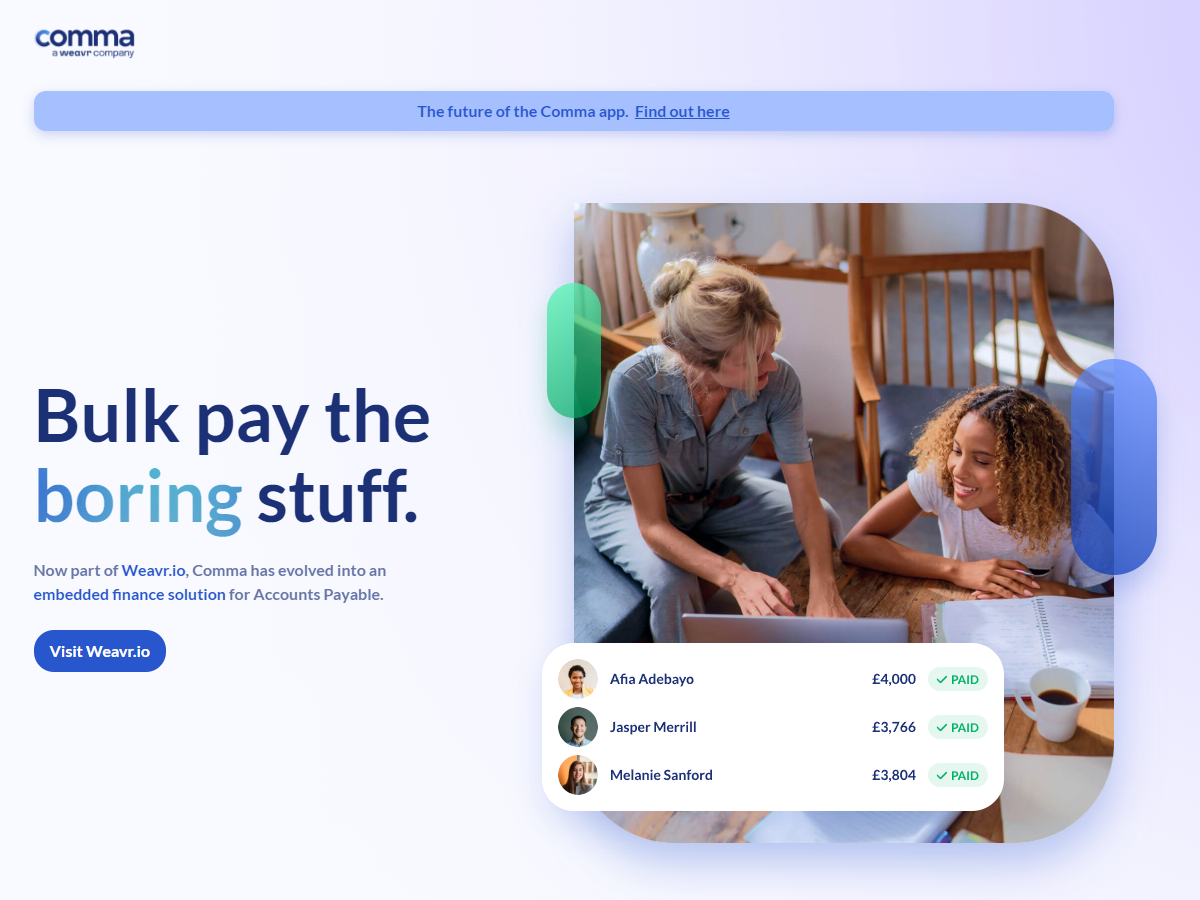 comma
a weavr company
The future of the Comma app. Find out here
Bulk pay the
boring stuff.
Now part of Weavr.io, Comma has evolved into an
embedded finance solution for Accounts Payable.
Visit Weavr.io
Afia Adebayo £4,000 PAID
Jasper Merrill £3,766 PAID
Melanie Sanford £3,804 PAID